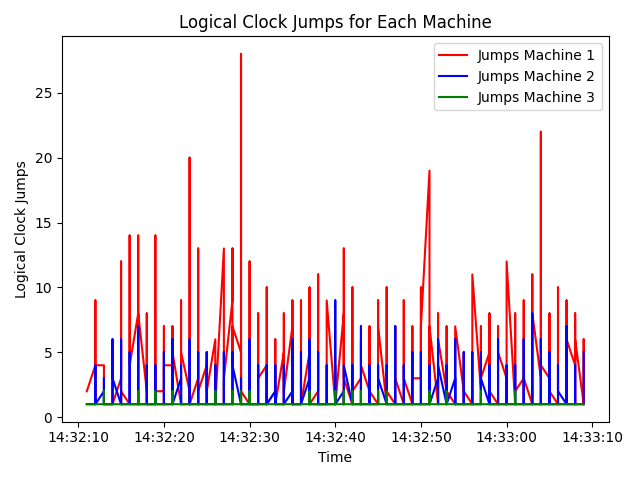 Logical Clock Jumps for Each Machine
Jumps Machine 1
Jumps Machine 2
Jumps Machine 3
Logical Clock Jumps
25
20
15
10
5
0
14:32:10
14:32:20
14:32:30
14:32:40
14:32:50
14:33:00
14:33:10
Time